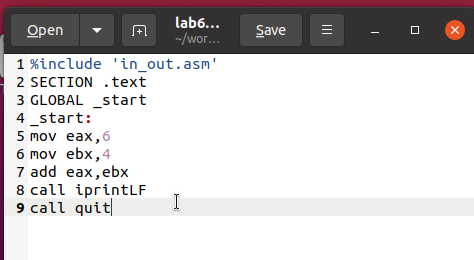 Open
lab6...
~/wor...
Save
1 %include 'in_out.asm'
2 SECTION .text
3 GLOBAL _start
4 _start:
5 mov eax,6
6 mov ebx,4
7 add eax,ebx
8 call iprintLF
9 call quit